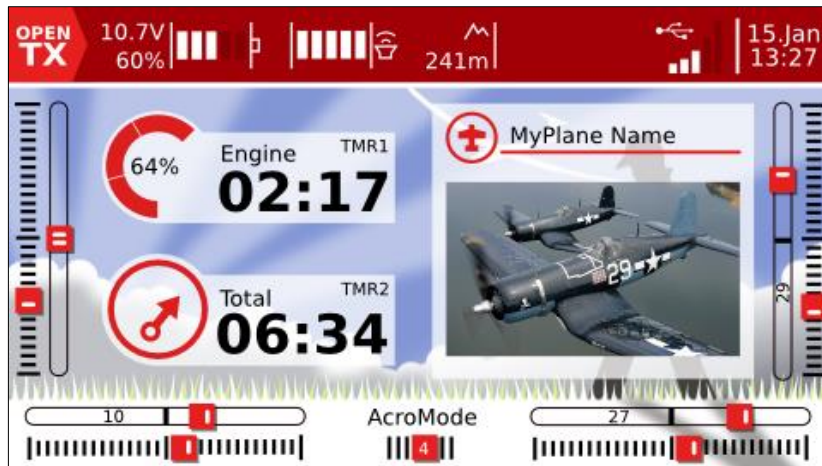 OPEN
TX
10.7V
60%
241m
15.Jan
13:27
64%
Engine
TMR1
02:17
MyPlane Name
Total
TMR2
06:34
29
29
10
AcroMode
27
4